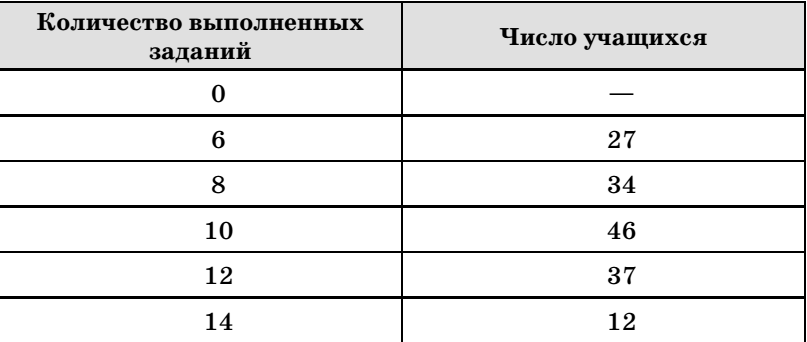 Количество выполненных
заданий
Число учащихся
0 —
6 27
8 34
10 46
12 37
14 12